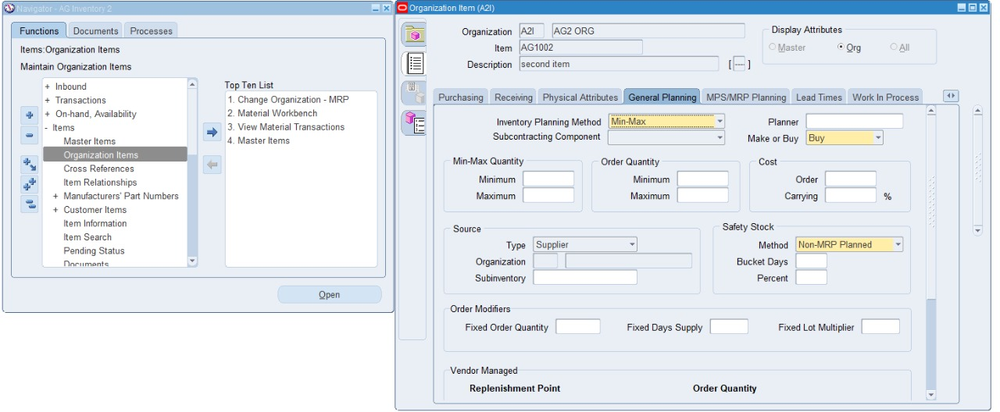 Navigator - AG Inventory 2
Functions Documents Processes
Items:Organization Items
Maintain Organization Items
+ Inbound
+ Transactions
+ On-hand, Availability
- Items
Master Items
Organization Items
Cross References
Item Relationships
+ Manufacturers' Part Numbers
+ Customer Items
Item Information
Item Search
Pending Status
Documents
Top Ten List
1. Change Organization - MRP
2. Material Workbench
3. View Material Transactions
4. Master Items
Open
Organization Item (A2I)
Organization A2I AG2 ORG
Item AG1002
Description second item [ ---- ]
Display Attributes
Master Org All
Purchasing Receiving Physical Attributes General Planning MPS/MRP Planning Lead Times Work In Process
Inventory Planning Method Min-Max Planner
Subcontracting Component Make or Buy Buy
Min-Max Quantity Order Quantity Cost
Minimum Minimum Order
Maximum Maximum Carrying %
Source Safety Stock
Type Supplier Method Non-MRP Planned
Organization Bucket Days
Subinventory Percent
Order Modifiers
Fixed Order Quantity Fixed Days Supply Fixed Lot Multiplier
Vendor Managed
Replenishment Point Order Quantity